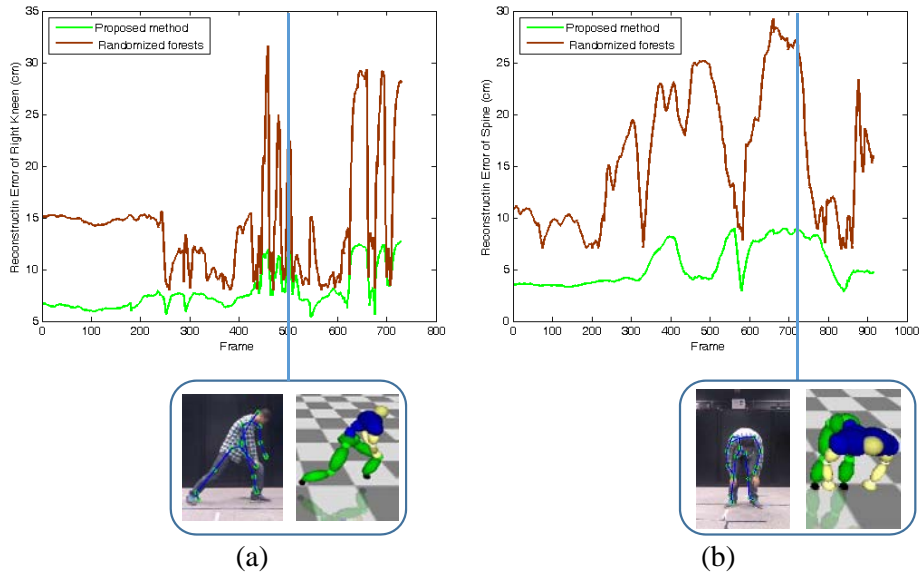 35
30
25
20
15
10
5
Reconstructin Error of Right Kneen (cm)
Proposed method
Randomized forests
0 100 200 300 400 500 600 700 800
Frame
30
25
20
15
10
5
0
Reconstructin Error of Spine (cm)
Proposed method
Randomized forests
0 100 200 300 400 500 600 700 800 900 1000
Frame
(a)
(b)